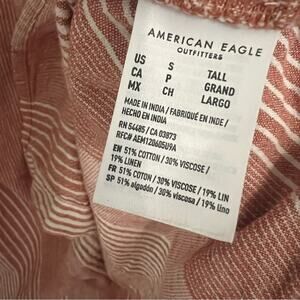 AMERICAN EAGLE
OUTFITTERS
US S TALL
CA P GRAND
MX CH LARGO
MADE IN INDIA / FABRIQUÉ EN INDE /
HECHO EN INDIA
RN 54485/ CA 03873
RFC# AEM120605U9A
EN 51% COTTON / 30% VISCOSE /
19% LINEN
FR 51% COTON / 30% VISCOSE / 19% LIN
SP 51% algodón / 30% viscosa / 19% lino